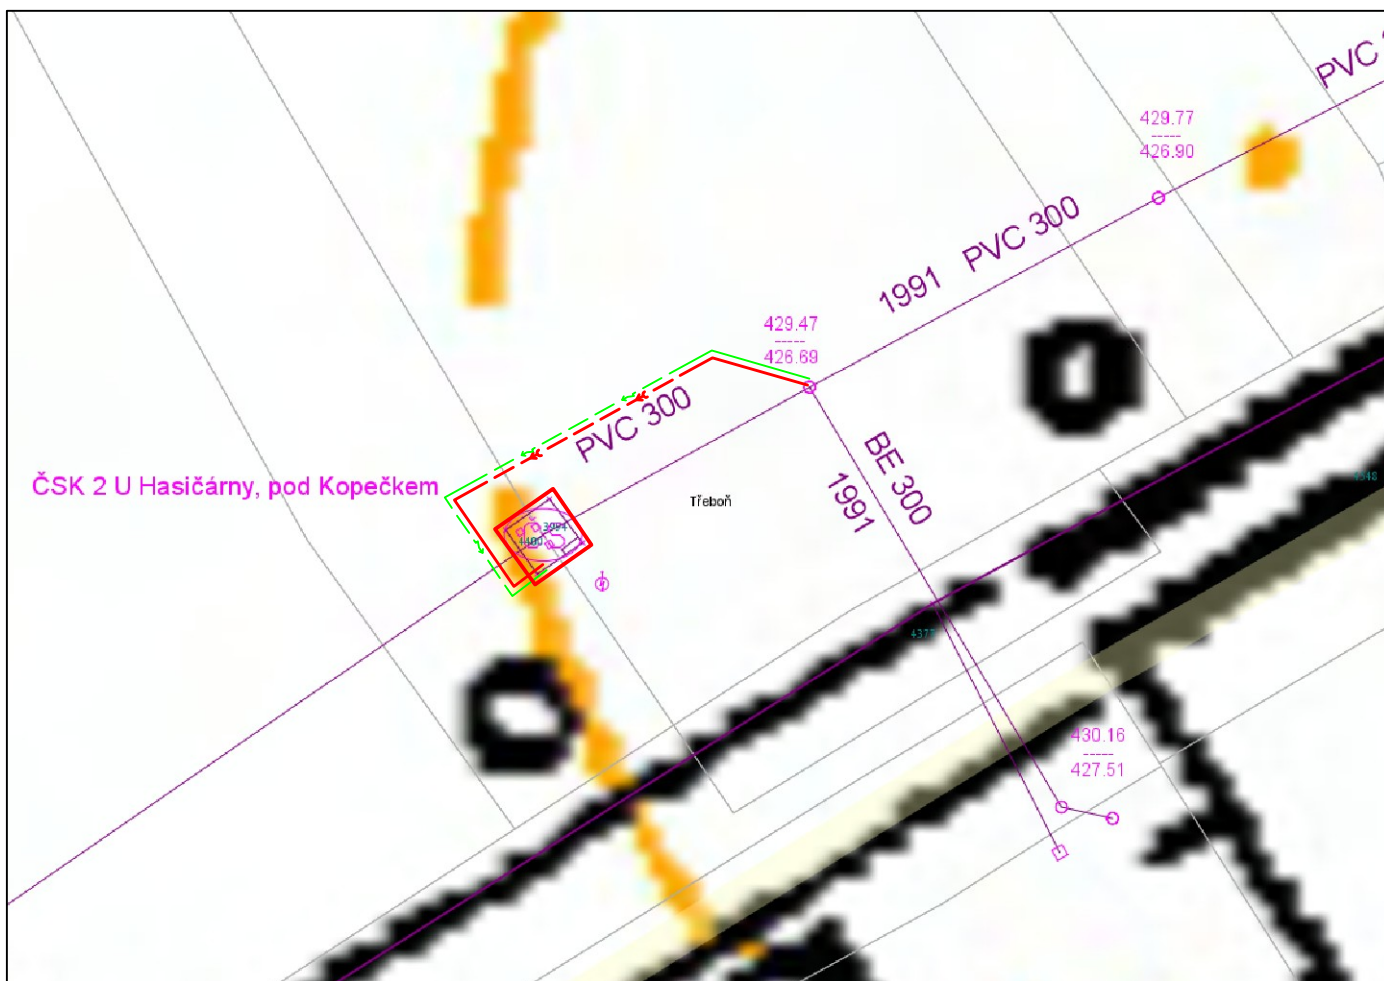 PVC
429.77
-----
426.90
PVC 300
1991
429.47
-----
426.69
PVC 300
BE 300
1991
ČSK 2 U Hasičárny, pod Kopečkem
Třeboň
ČS
430.16
-----
427.51